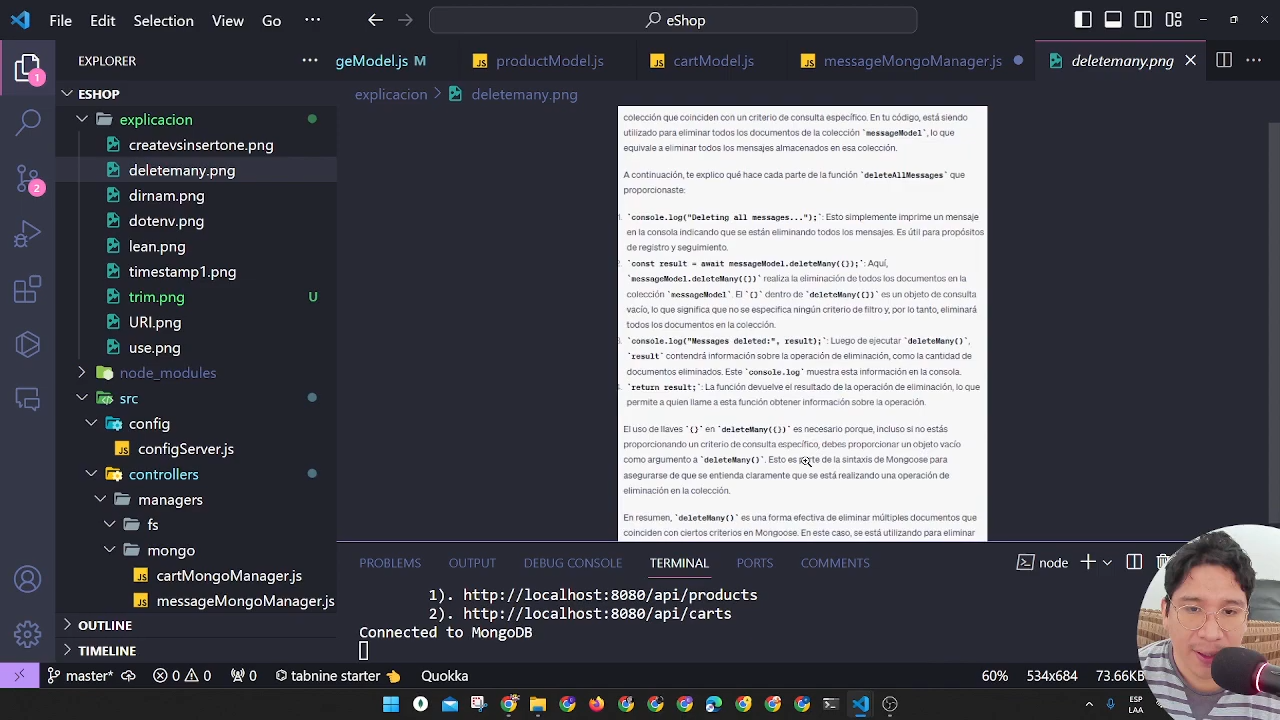 File
Edit
Selection
View
Go
eShop
EXPLORER
geModel.js M
productModel.js
cartModel.js
messageMongoManager.js
deletemany.png
1
ESHOP
explicacion > deletemany.png
explicacion
deletemany.png
dirnam.png
dotenv.png
lean.png
timestamp1.png
trim.png U
URI.png
use.png
node_modules
src
config
configServer.js
controllers
managers
fs
mongo
cartMongoManager.js
messageMongoManager.js
OUTLINE
TIMELINE
2
colección que coinciden con un criterio de consulta específico. En tu código, está siendo
utilizado para eliminar todos los documentos de la colección `messageModel`, lo que
equivale a eliminar todos los mensajes almacenados en esa colección.
A continuación, te explico qué hace cada parte de la función `deleteAllMessages` que
proporcionaste:
`console.log("Deleting all messages...");`: Esto simplemente imprime un mensaje
en la consola indicando que se están eliminando todos los mensajes. Es útil para propósitos
de registro y seguimiento.
`const result = await messageModel.deleteMany({});`: Aquí,
`messageModel.deleteMany({})` realiza la eliminación de todos los documentos en la
colección `messageModel`. El `{}` dentro de `deleteMany({})` es un objeto de consulta
vacío, lo que significa que no se especifica ningún criterio de filtro y, por lo tanto, eliminará
todos los documentos en la colección.
`console.log("Messages deleted:", result);`: Luego de ejecutar `deleteMany()`,
`result` contendrá información sobre la operación de eliminación, como la cantidad de
documentos eliminados. Este `console.log` muestra esta información en la consola.
`return result;`: La función devuelve el resultado de la operación de eliminación, lo que
permite a quien llame a esta función obtener información sobre la operación.
El uso de llaves `{}` en `deleteMany({})` es necesario porque, incluso si no estás
proporcionando un criterio de consulta específico, debes proporcionar un objeto vacío
como argumento a `deleteMany()`. Esto es parte de la sintaxis de Mongoose para
asegurarse de que se entienda claramente que se está realizando una operación de
eliminación en la colección.
En resumen, `deleteMany()` es una forma efectiva de eliminar múltiples documentos que
coinciden con ciertos criterios en Mongoose. En este caso, se está utilizando para eliminar
PROBLEMS
OUTPUT
DEBUG CONSOLE
TERMINAL
PORTS
COMMENTS
node
1). http://localhost:8080/api/products
2). http://localhost:8080/api/carts
Connected to MongoDB
master*
0
0
0
tabnine starter
Quokka
60%
534x684
73.66KB
ESP